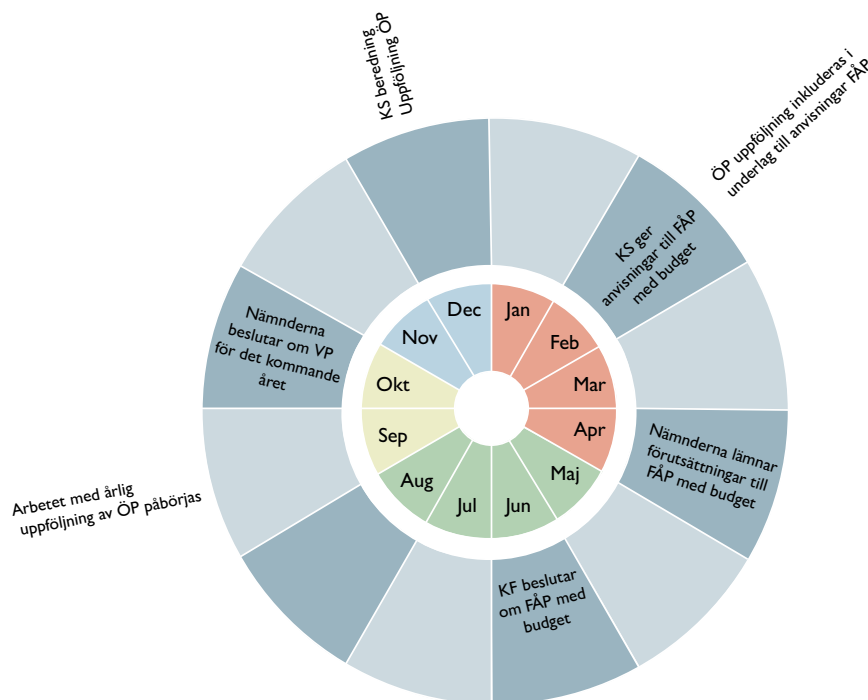 KS beredning
Uppföljning ÖP
ÖP uppföljning inkluderas i
underlag till anvisningar FÅP
KS ger
anvisningar till FÅP
med budget
Nämnderna
beslutar om VP
för det kommande
året
Dec
Jan
Nov
Feb
Okt
Mar
Sep
Apr
Aug
Maj
Jul
Jun
Nämnderna lämnar
förutsättningar till
FÅP med budget
Arbetet med årlig
uppföljning av ÖP påbörjas
KF beslutar
om FÅP med
budget